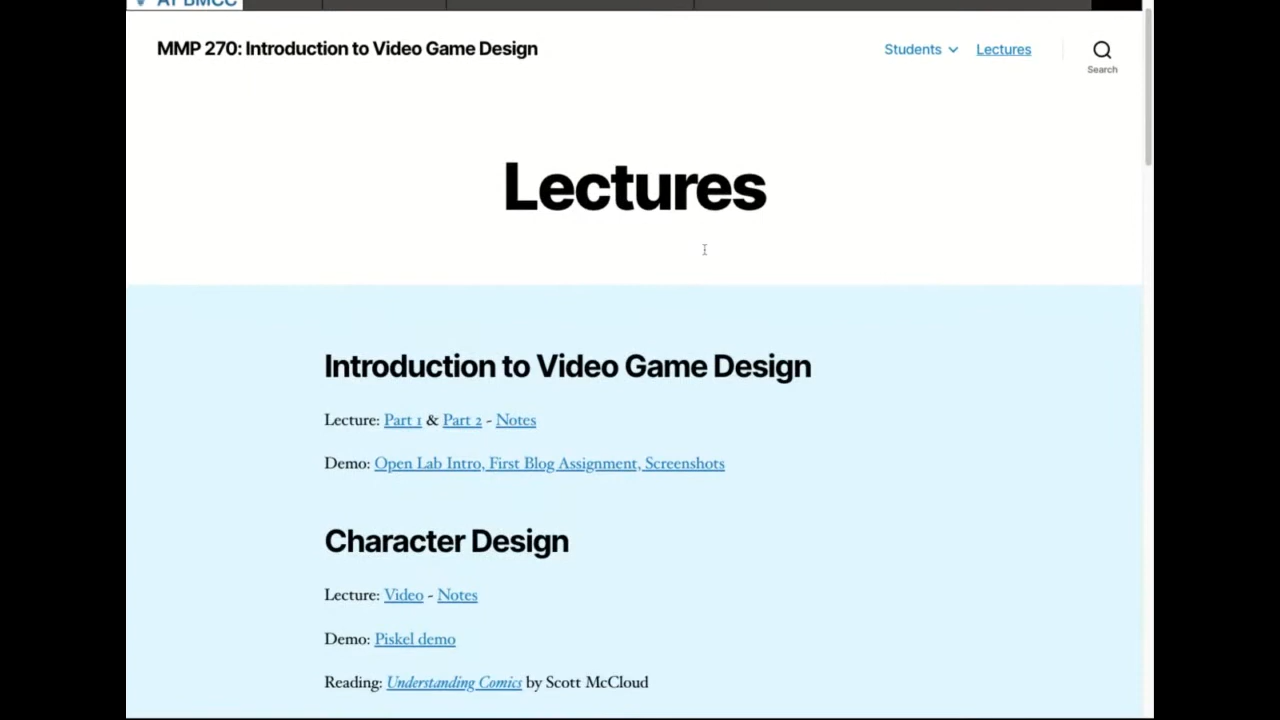 AT BMCC
MMP 270: Introduction to Video Game Design
Students
Lectures
Search
Lectures
Introduction to Video Game Design
Lecture: Part 1 & Part 2 - Notes
Demo: Open Lab Intro, First Blog Assignment, Screenshots
Character Design
Lecture: Video - Notes
Demo: Piskel demo
Reading: Understanding Comics by Scott McCloud